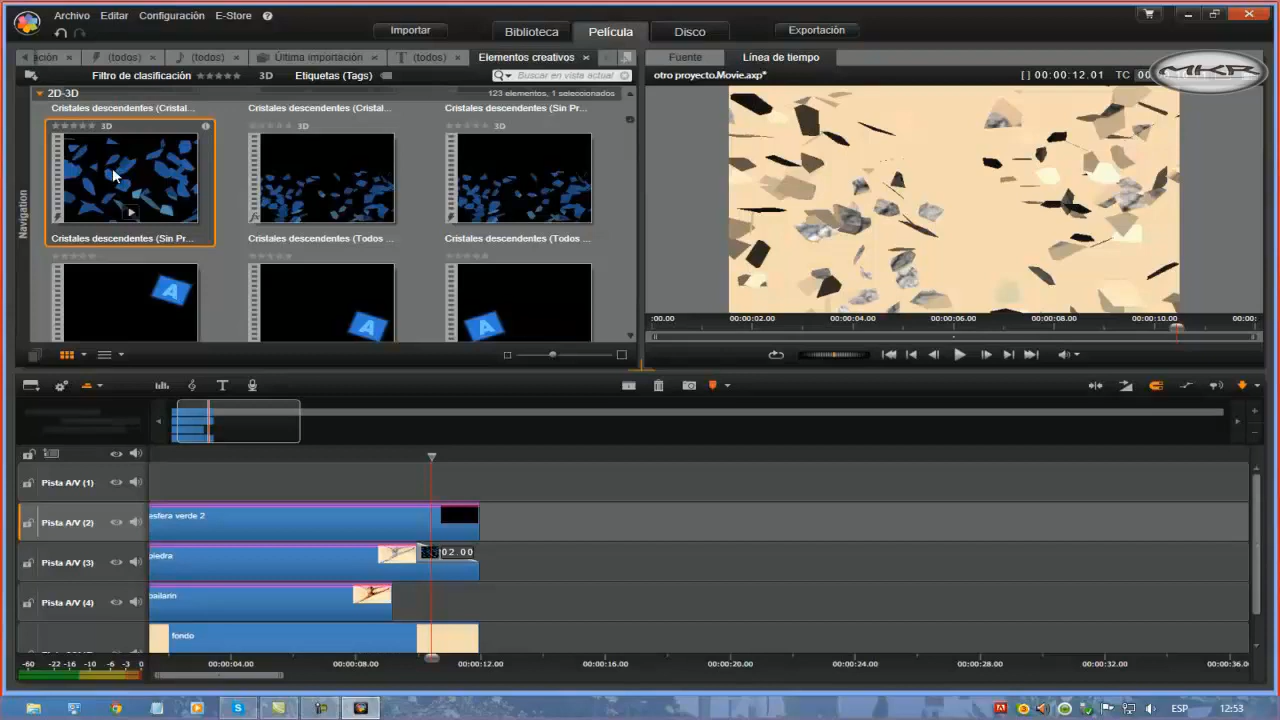 Archivo Editar Configuración E-Store
Importar Biblioteca Película Disco Exportación
ación (todos) (todos) Última importación (todos) Elementos creativos
Fuente Línea de tiempo
Filtro de clasificación 3D Etiquetas (Tags) Buscar en vista actual
otro proyecto.Movie.axp* [ ] 00:00:12.01 TC
MKR
2D-3D 123 elementos, 1 seleccionados
Cristales descendentes (Cristal... Cristales descendentes (Cristal... Cristales descendentes (Sin Pr...
3D 3D 3D
Cristales descendentes (Sin Pr... Cristales descendentes (Todos ... Cristales descendentes (Todos ...
Navigation
A A A
:00.00 00:00:02.00 00:00:04.00 00:00:06.00 00:00:08.00 00:00:10.00 00:00:
Pista A/V (1)
Pista A/V (2) esfera verde 2
Pista A/V (3) piedra 02.00
Pista A/V (4) bailarin
fondo
-60 -22 -16 -10 -6 -3 0 00:00:04.00 00:00:08.00 00:00:12.00 00:00:16.00 00:00:20.00 00:00:24.00 00:00:28.00 00:00:32.00 00:00:36.0
ESP 12:53